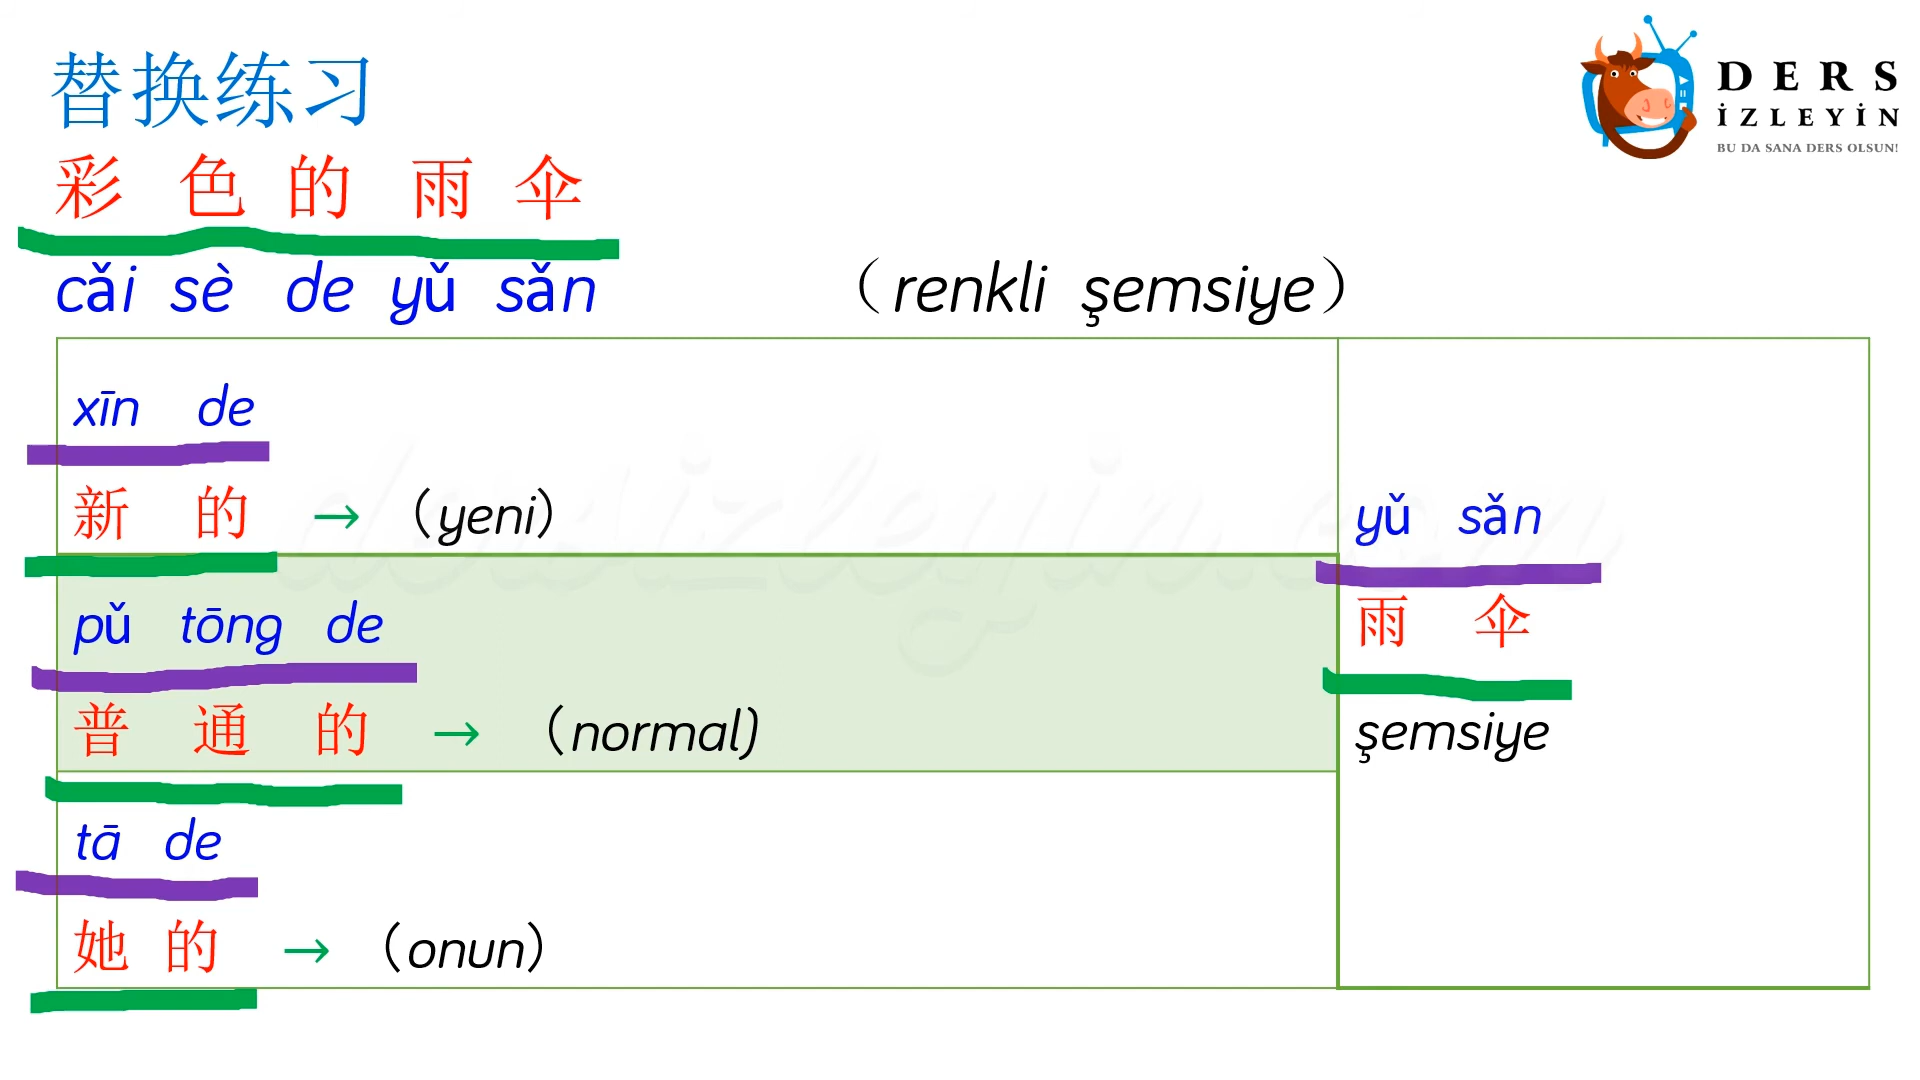 替换练习
DERS
İZLEYİN
BU DA SANA DERS OLSUN!
彩 色 的 雨 伞
cǎi sè de yǔ sǎn （renkli şemsiye）
xīn de
新 的 → （yeni）
pǔ tōng de
普 通 的 → （normal)
tā de
她 的 → （onun）
yǔ sǎn
雨 伞
şemsiye
dersizleyin.com